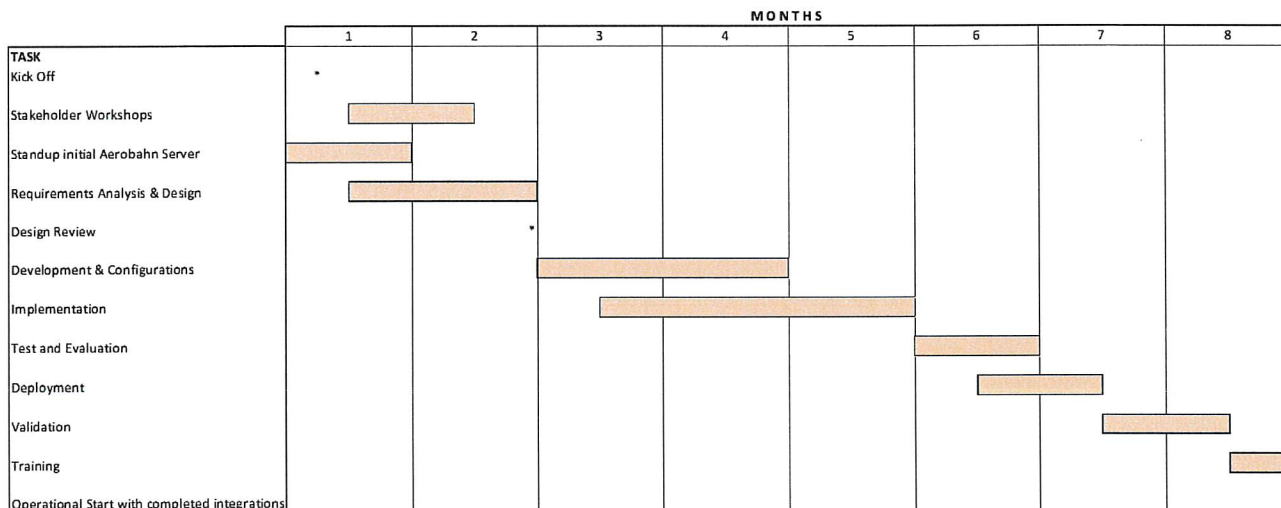 MONTHS
1 2 3 4 5 6 7 8
TASK
Kick Off
Stakeholder Workshops
Standup initial Aerobahn Server
Requirements Analysis & Design
Design Review
Development & Configurations
Implementation
Test and Evaluation
Deployment
Validation
Training
Operational Start with completed integrations